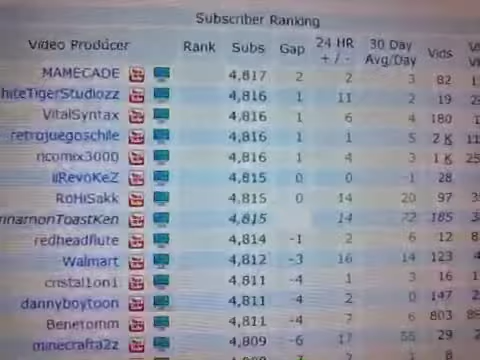 Subscriber Ranking
Video Producer Rank Subs Gap 24 HR + / - 30 Day Avg/Day Vids
MAMECADE 4,817 2 2 3 82
hiteTigerStudiozz 4,816 1 11 2 19
VitalSyntax 4,816 1 6 4 180
retrojuegoschile 4,816 1 1 5 2 K
ncomix3000 4,816 1 4 3 1 K
iiRevoKeZ 4,815 0 0 -1 28
RoHiSakk 4,815 0 14 20 97
nnamonToastKen 4,815 14 72 185
redheadflute 4,814 -1 2 6 12
Walmart 4,812 -3 16 14 123
cristal1on1 4,811 -4 1 3 16
dannyboytoon 4,811 -4 2 0 147
Benetomm 4,811 -4 7 6 803
minecrafra2z 4,809 -6 17 55 29